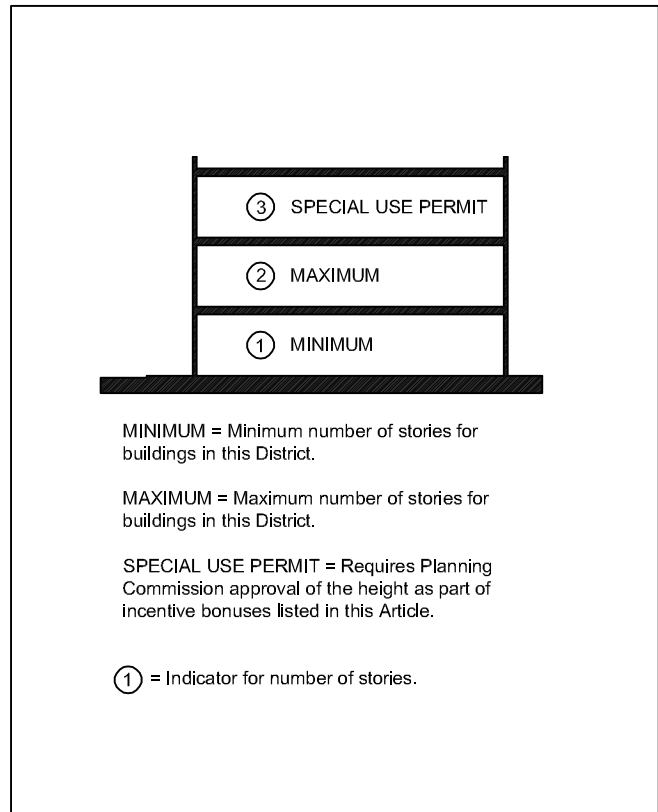 3 SPECIAL USE PERMIT
2 MAXIMUM
1 MINIMUM
MINIMUM = Minimum number of stories for
buildings in this District.
MAXIMUM = Maximum number of stories for
buildings in this District.
SPECIAL USE PERMIT = Requires Planning
Commission approval of the height as part of
incentive bonuses listed in this Article.
1 = Indicator for number of stories.